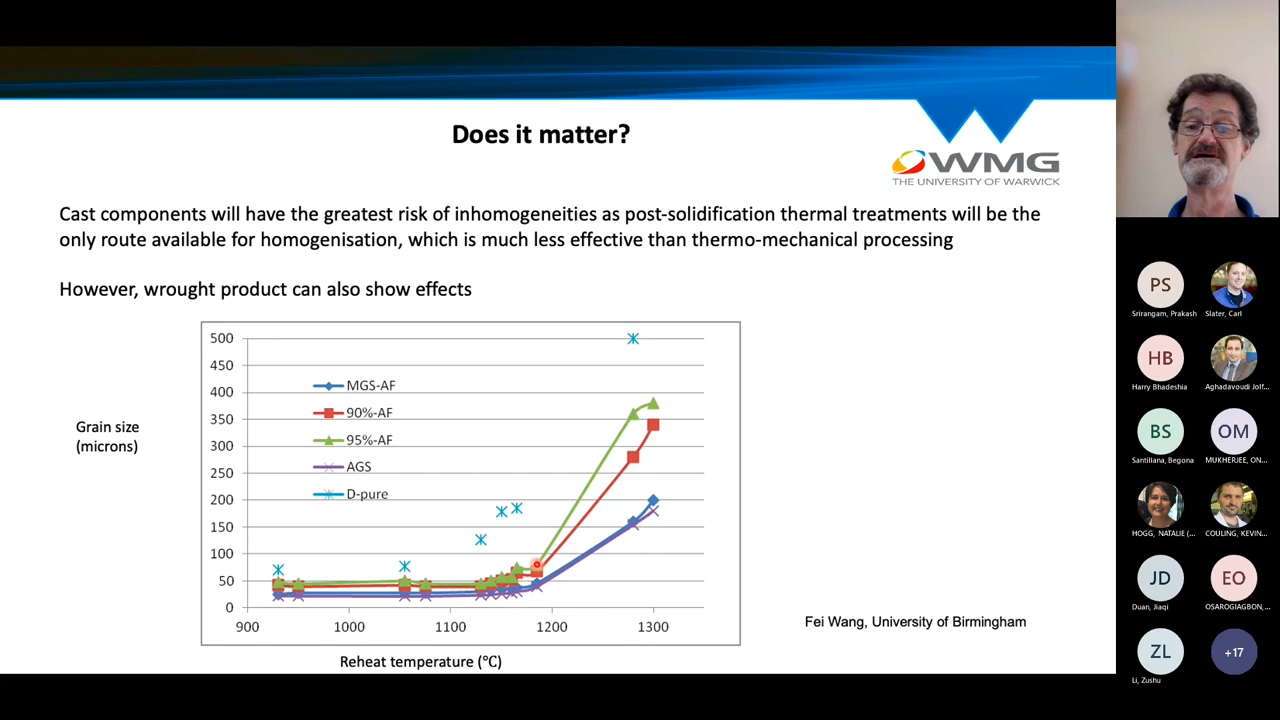 Does it matter?
WMG
THE UNIVERSITY OF WARWICK
Cast components will have the greatest risk of inhomogeneities as post-solidification thermal treatments will be the
only route available for homogenisation, which is much less effective than thermo-mechanical processing
However, wrought product can also show effects
Grain size
(microns)
500
450
400
350
300
250
200
150
100
50
0
MGS-AF
90%-AF
95%-AF
AGS
D-pure
900 1000 1100 1200 1300
Reheat temperature (°C)
Fei Wang, University of Birmingham
PS
Srirangam, Prakash
Slater, Carl
HB
Harry Bhadeshia
Aghadavoudi Jolf...
BS
Santillana, Begona
OM
MUKHERJEE, ON...
HOGG, NATALIE (...
COULING, KEVIN...
JD
Duan, Jiaqi
EO
OSAROGIAGBON,...
ZL
Li, Zushu
+17